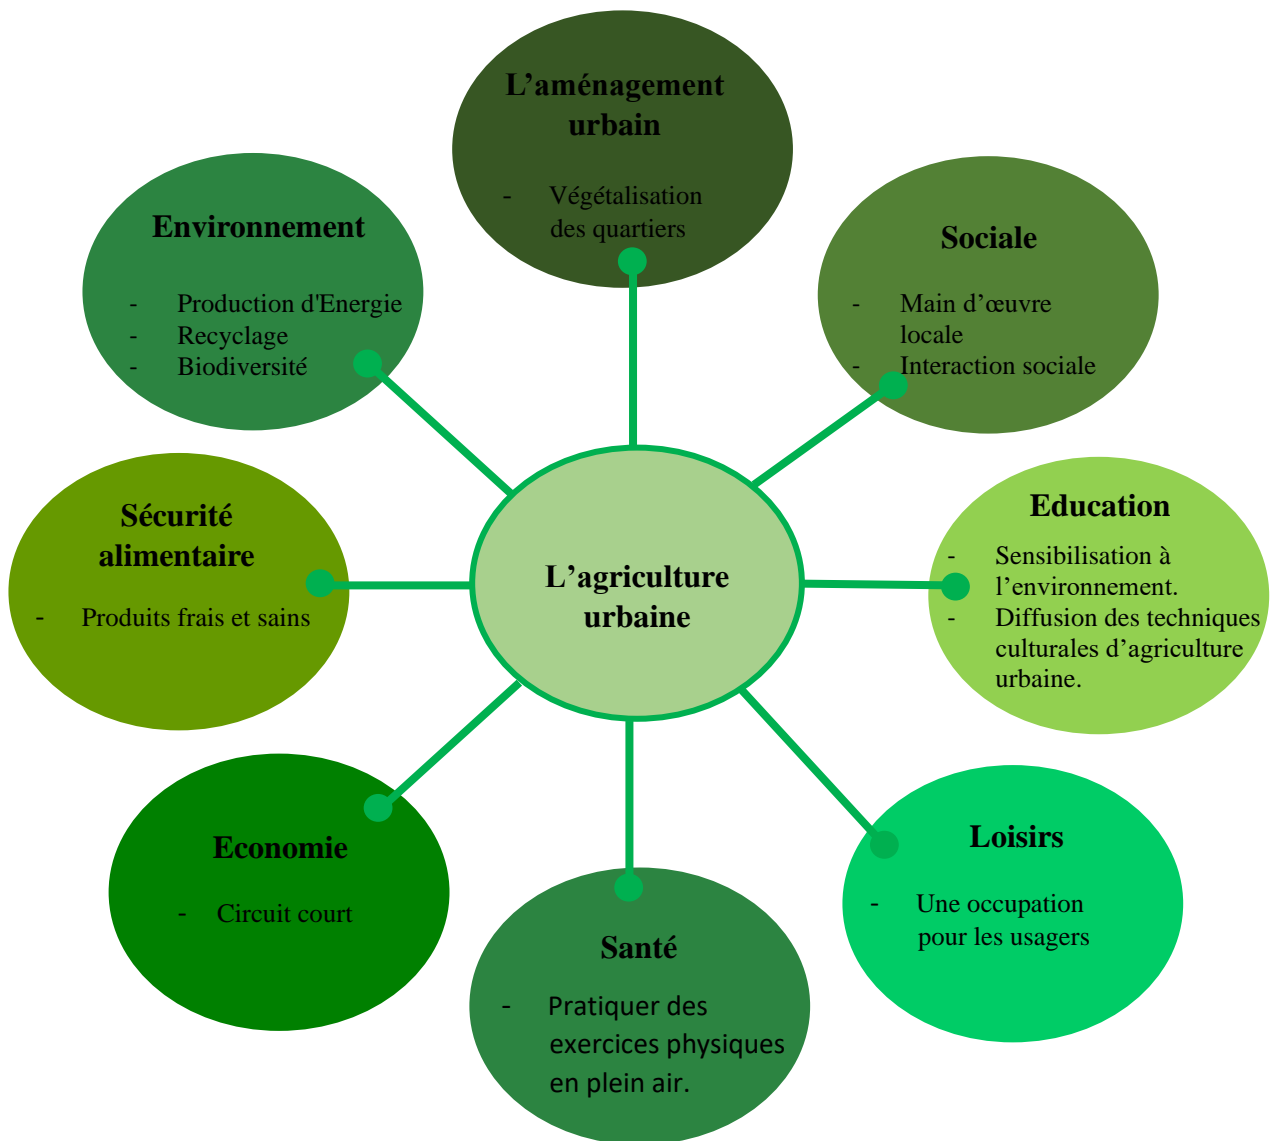 L’aménagement
urbain
- Végétalisation
des quartiers
Environnement
- Production d'Energie
- Recyclage
- Biodiversité
Sociale
- Main d’œuvre
locale
- Interaction sociale
Sécurité
alimentaire
- Produits frais et sains
L’agriculture
urbaine
Education
- Sensibilisation à
l’environnement.
- Diffusion des techniques
culturales d’agriculture
urbaine.
Economie
- Circuit court
Santé
- Pratiquer des
exercices physiques
en plein air.
Loisirs
- Une occupation
pour les usagers